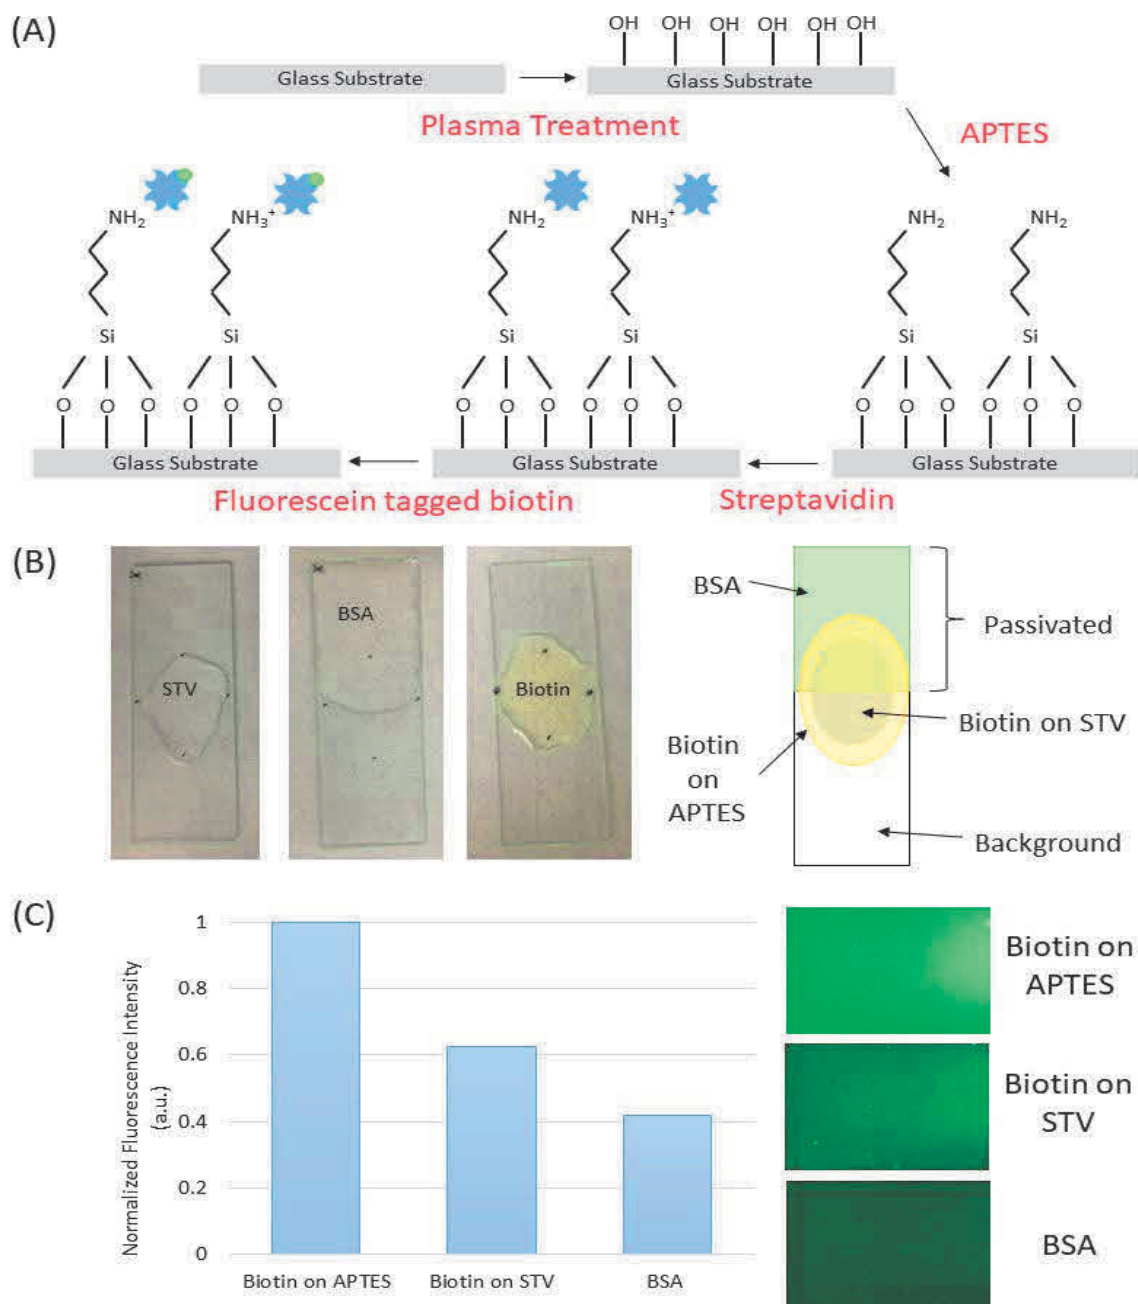 (A)
OH OH OH OH OH OH
Glass Substrate
Glass Substrate
Plasma Treatment
APTES
NH2
NH3+
NH2
NH3+
NH2
NH2
Si
Si
Si
Si
Si
Si
O O O O O O
O O O O O O
O O O O O O
Glass Substrate
Glass Substrate
Glass Substrate
Fluorescein tagged biotin
Streptavidin
(B)
STV
BSA
Biotin
BSA
Passivated
Biotin on STV
Biotin
on
APTES
Background
(C)
Normalized Fluorescence Intensity
(a.u.)
1
0.8
0.6
0.4
0.2
0
Biotin on APTES
Biotin on STV
BSA
Biotin on
APTES
Biotin on
STV
BSA